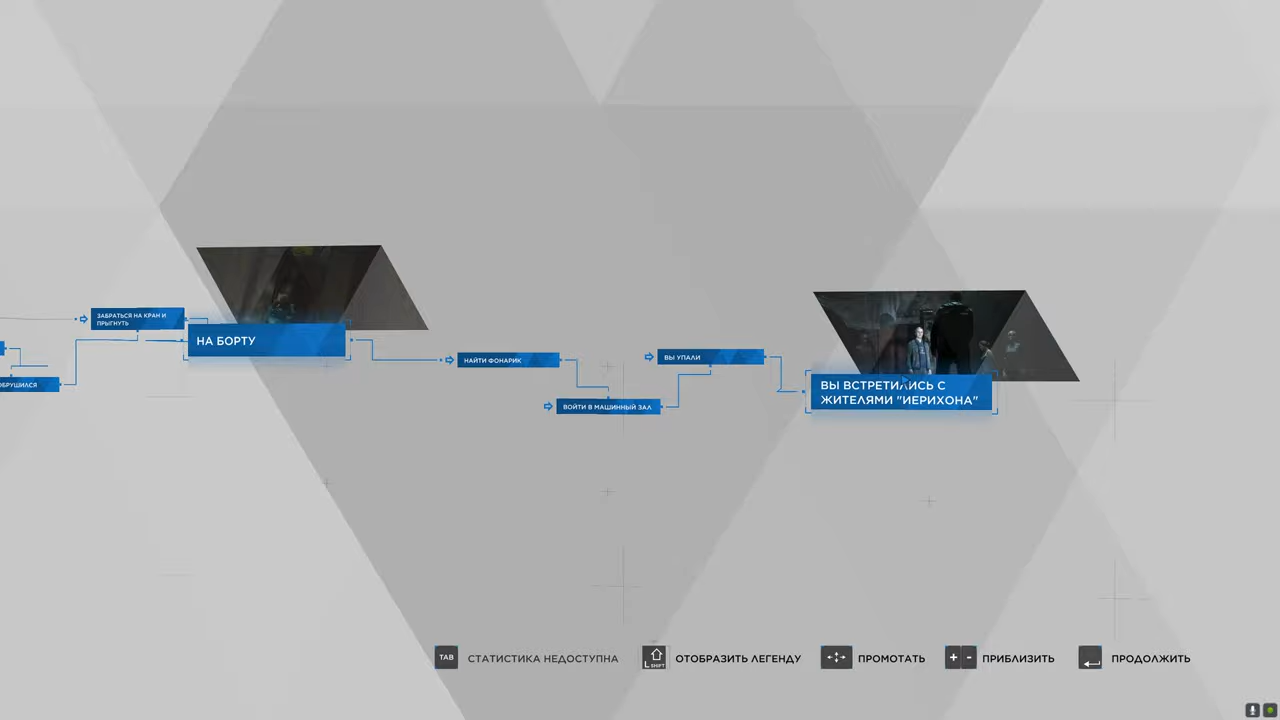 ЗАБРАТЬСЯ НА КРАН И
ПРЫГНУТЬ
ОБРУШИЛСЯ
НА БОРТУ
НАЙТИ ФОНАРИК
ВОЙТИ В МАШИННЫЙ ЗАЛ
ВЫ УПАЛИ
ВЫ ВСТРЕТИЛИСЬ С
ЖИТЕЛЯМИ "ИЕРИХОНА"
TAB СТАТИСТИКА НЕДОСТУПНА
L SHIFT ОТОБРАЗИТЬ ЛЕГЕНДУ
ПРОМОТАТЬ
+ - ПРИБЛИЗИТЬ
ПРОДОЛЖИТЬ